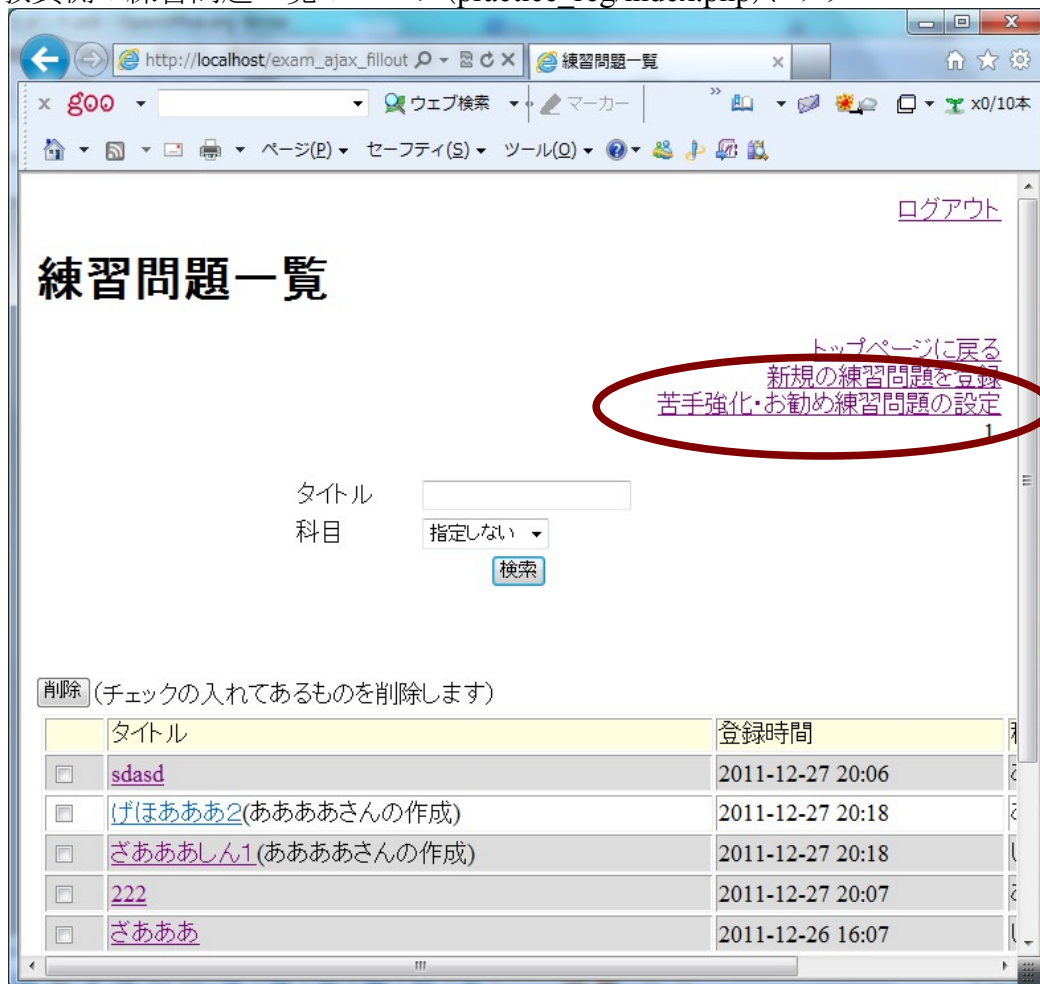 http://localhost/exam_ajax_fillout
練習問題一覧
goo
ウェブ検索
マーカー
x0/10本
ページ(P)
セーフティ(S)
ツール(O)
ログアウト
練習問題一覧
トップページに戻る
新規の練習問題を登録
苦手強化・お勧め練習問題の設定
1
タイトル
科目
指定しない
検索
削除 (チェックの入れてあるものを削除します)
タイトル 登録時間
sdasd 2011-12-27 20:06
げほあああ2(ああああさんの作成) 2011-12-27 20:18
ざあああしん1(ああああさんの作成) 2011-12-27 20:18
222 2011-12-27 20:07
ざあああ 2011-12-26 16:07